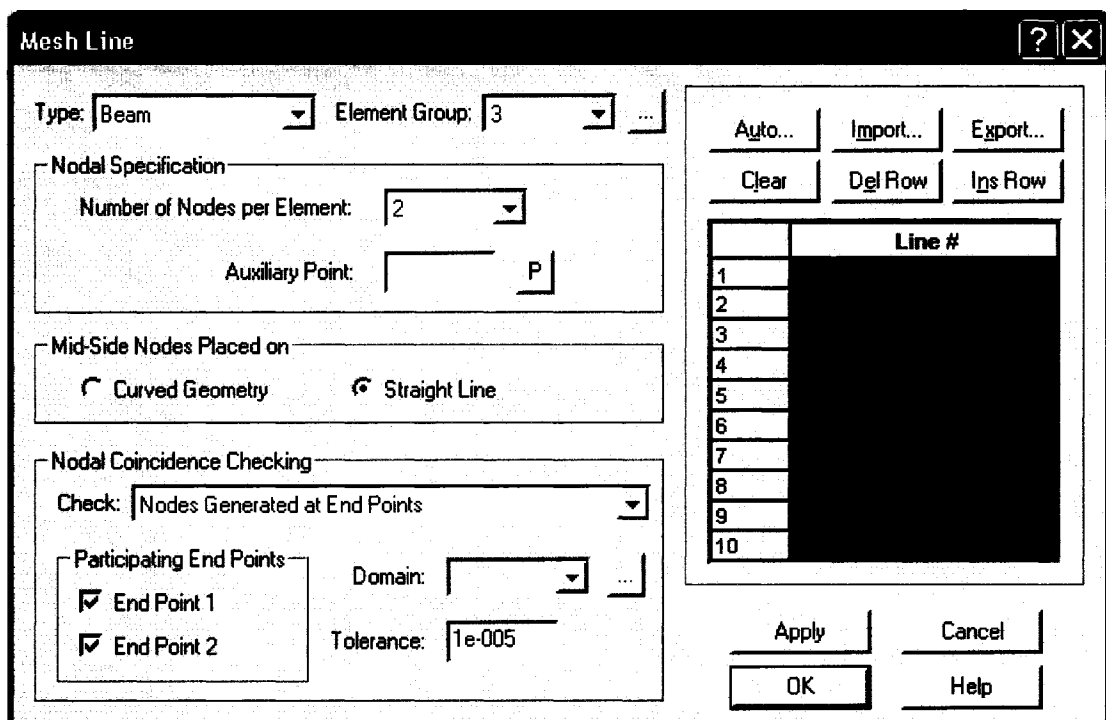 Mesh Line
? X
Type: Beam Element Group: 3 ...
Nodal Specification
Number of Nodes per Element: 2
Auxiliary Point: P
Mid-Side Nodes Placed on
Curved Geometry Straight Line
Nodal Coincidence Checking
Check: Nodes Generated at End Points
Participating End Points
End Point 1
End Point 2
Domain: ...
Tolerance: 1e-005
Auto... Import... Export...
Clear Del Row Ins Row
Line #
1
2
3
4
5
6
7
8
9
10
Apply Cancel
OK Help